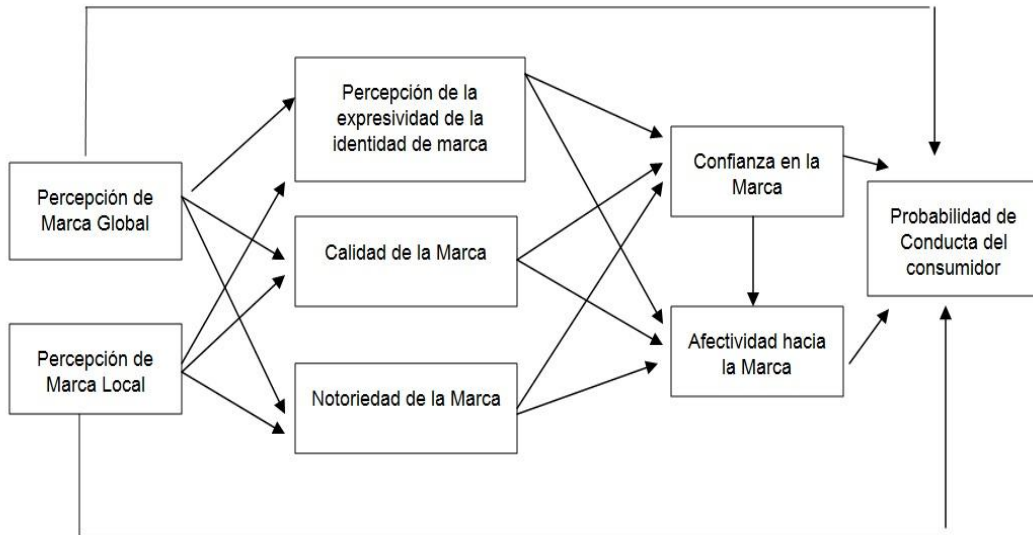 Percepción de
Marca Global
Percepción de
Marca Local
Percepción de la
expresividad de la
identidad de marca
Calidad de la Marca
Notoriedad de la Marca
Confianza en la
Marca
Afectividad hacia
la Marca
Probabilidad de
Conducta del
consumidor